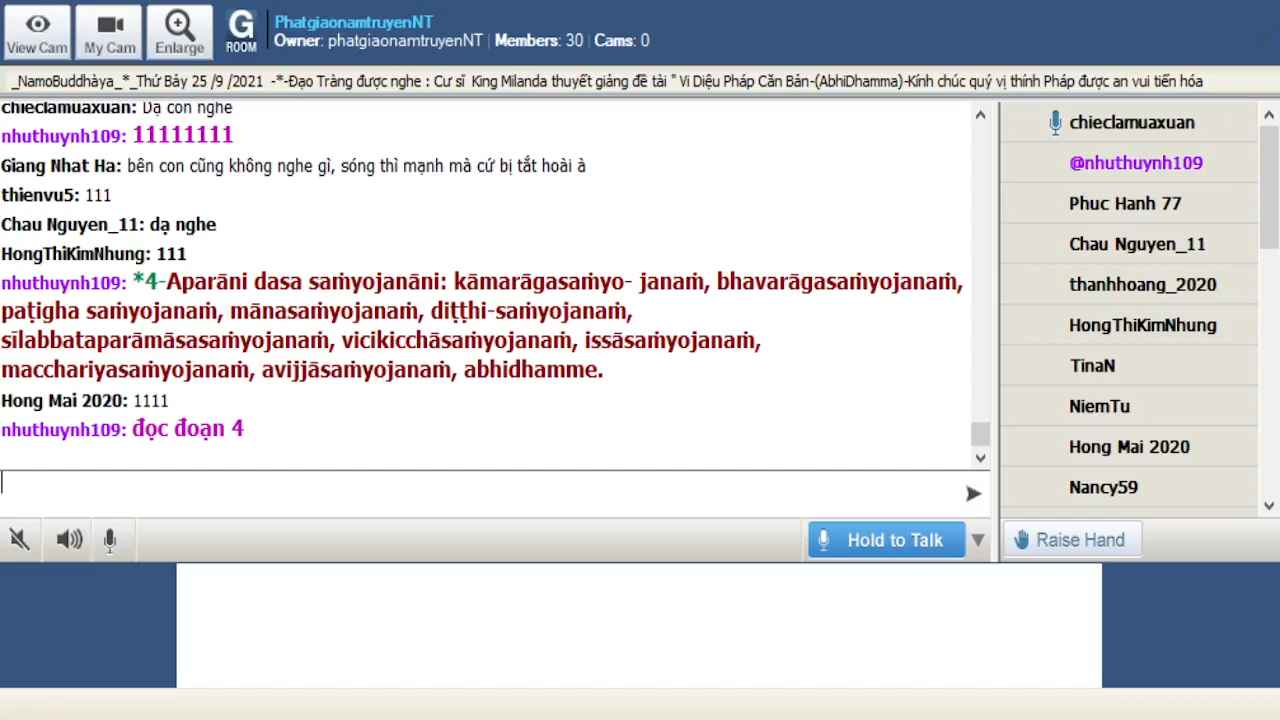 View Cam
My Cam
Enlarge
G
ROOM
PhatgiaonamtruyenNT
Owner: phatgiaonamtruyenNT | Members: 30 | Cams: 0
_NamoBuddhàya_*_Thứ Bảy 25 /9 /2021 -*-Đạo Tràng được nghe : Cư sĩ King Milanda thuyết giảng đề tài " Vi Diệu Pháp Căn Bản-(AbhiDhamma)-Kính chúc quý vị thính Pháp được an vui tiến hóa
chieclamuaxuan: Dạ con nghe
nhuthuynh109: 11111111
Giang Nhat Ha: bên con cũng không nghe gì, sóng thì mạnh mà cứ bị tắt hoài à
thienvu5: 111
Chau Nguyen_11: dạ nghe
HongThiKimNhung: 111
nhuthuynh109: *4-Aparāni dasa saṁyojanāni: kāmarāgasaṁyo- janaṁ, bhavarāgasaṁyojanaṁ,
paṭigha saṁyojanaṁ, mānasaṁyojanaṁ, diṭṭhi-saṁyojanaṁ,
sīlabbataparāmāsasaṁyojanaṁ, vicikicchāsaṁyojanaṁ, issāsaṁyojanaṁ,
macchariyasaṁyojanaṁ, avijjāsaṁyojanaṁ, abhidhamme.
Hong Mai 2020: 1111
nhuthuynh109: đọc đoạn 4
chieclamuaxuan
@nhuthuynh109
Phuc Hanh 77
Chau Nguyen_11
thanhhoang_2020
HongThiKimNhung
TinaN
NiemTu
Hong Mai 2020
Nancy59
Hold to Talk
Raise Hand